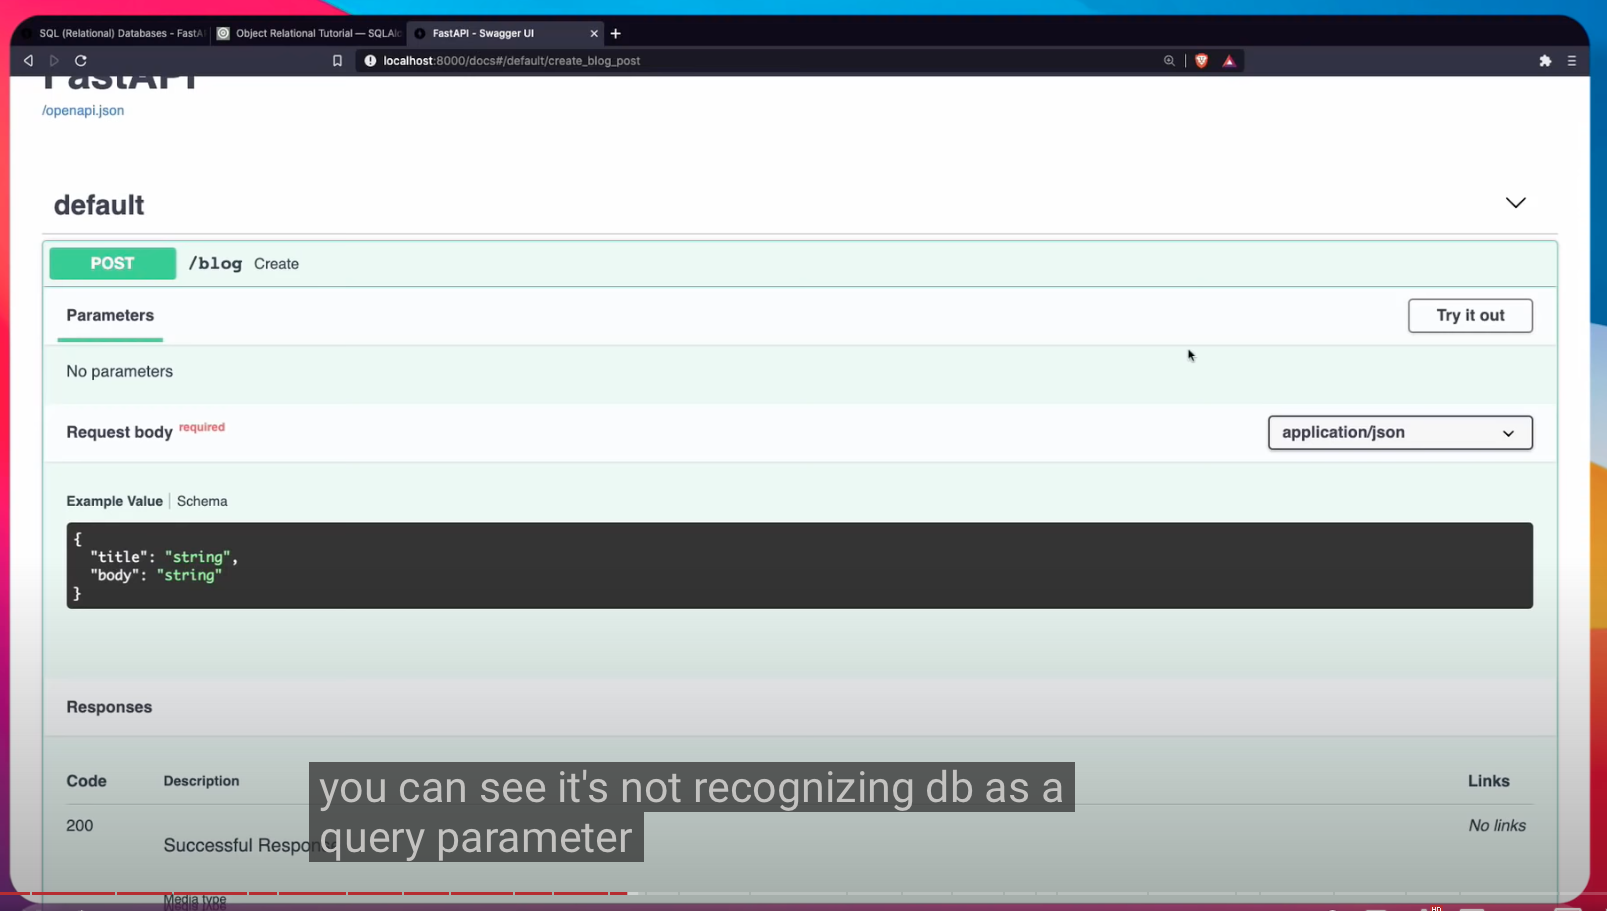 SQL (Relational) Databases - FastA
Object Relational Tutorial — SQLAlc
FastAPI - Swagger UI
localhost:8000/docs#/default/create_blog_post
FastAPI
/openapi.json
default
POST /blog Create
Parameters
Try it out
No parameters
Request body required
application/json
Example Value | Schema
{
"title": "string",
"body": "string"
}
Responses
Code Description Links
200 Successful Respon No links
you can see it's not recognizing db as a
query parameter
Media type
HD